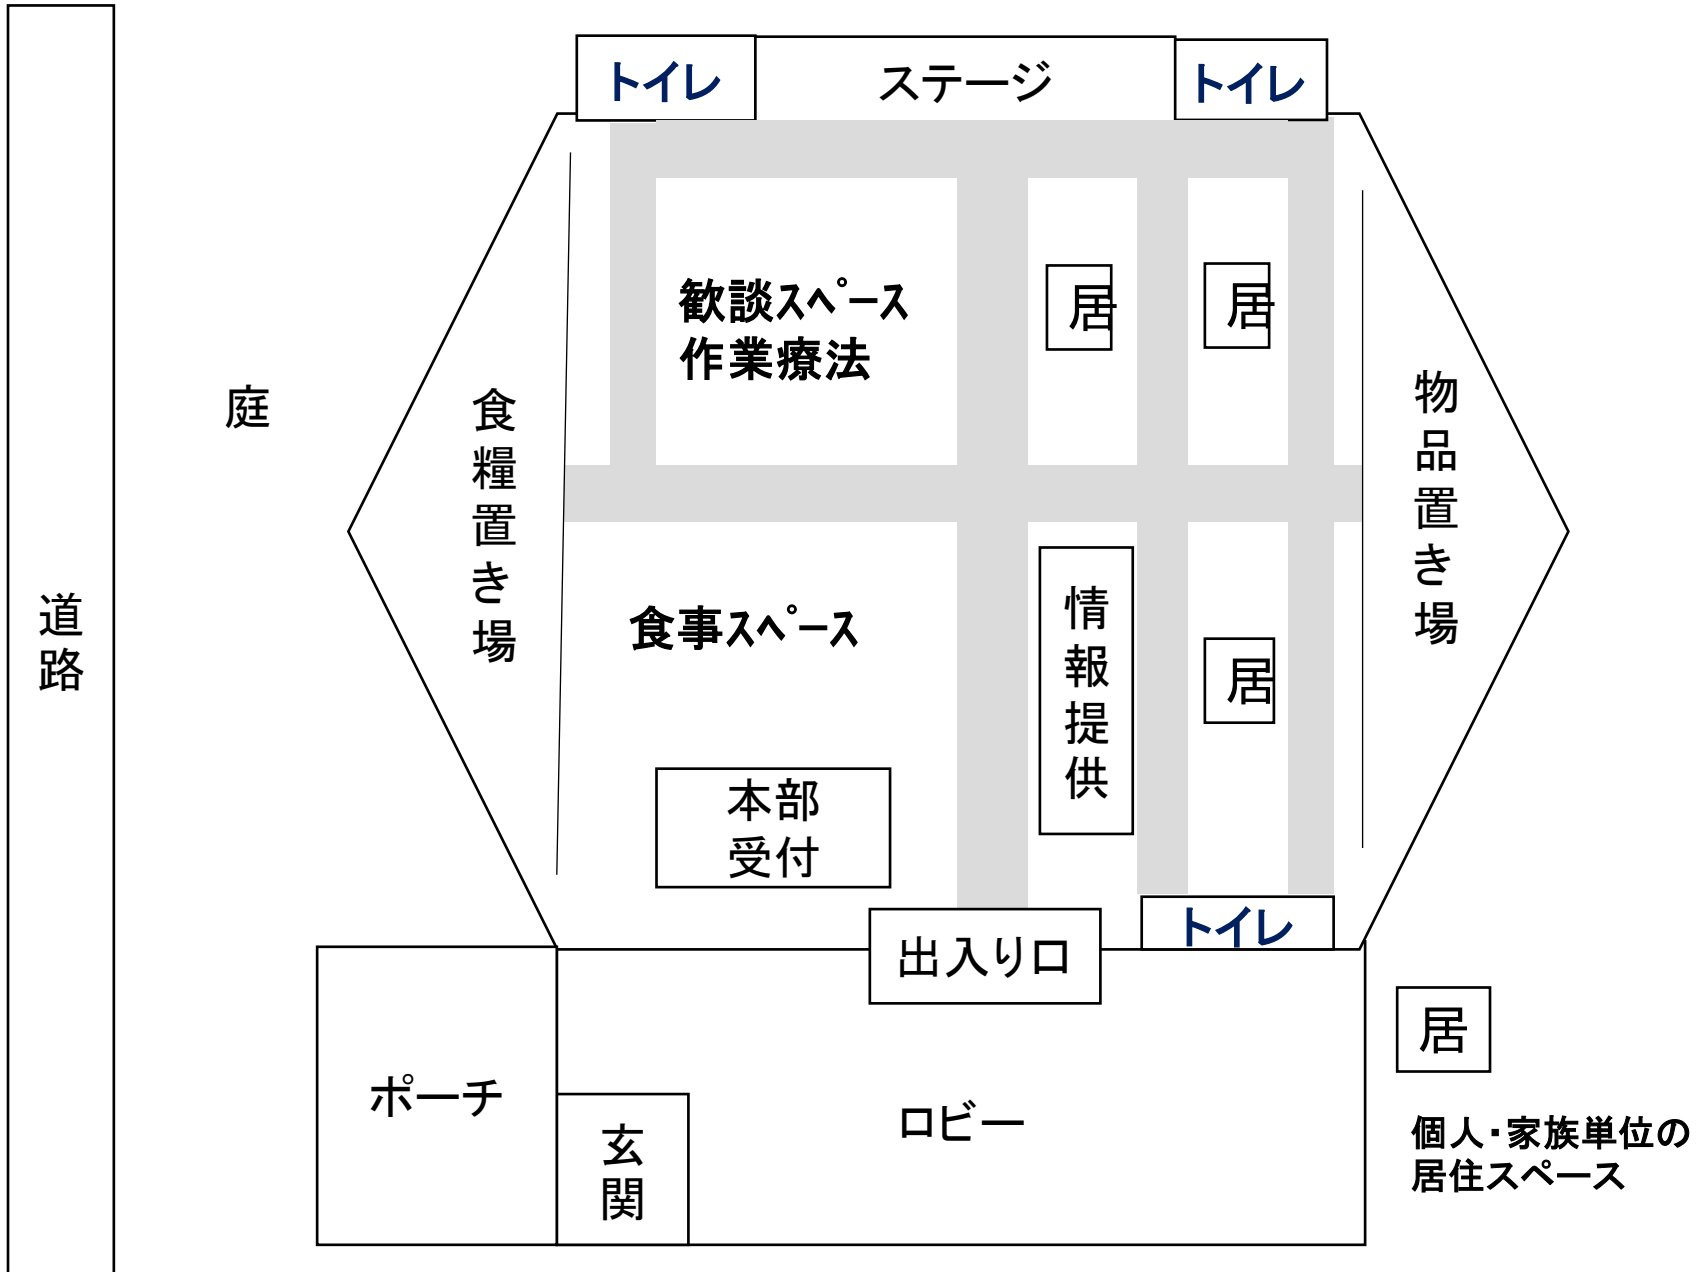 トイレ
ステージ
トイレ
歓談スペース
作業療法
居
居
庭
食糧置き場
物品置き場
道路
食事スペース
情報提供
居
本部
受付
トイレ
出入り口
居
ポーチ
ロビー
玄関
個人・家族単位の
居住スペース